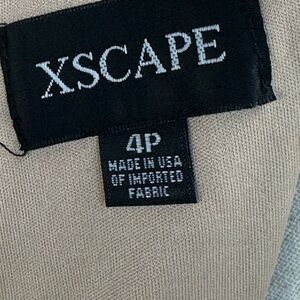 XSCAPE
4P
MADE IN USA
OF IMPORTED
FABRIC